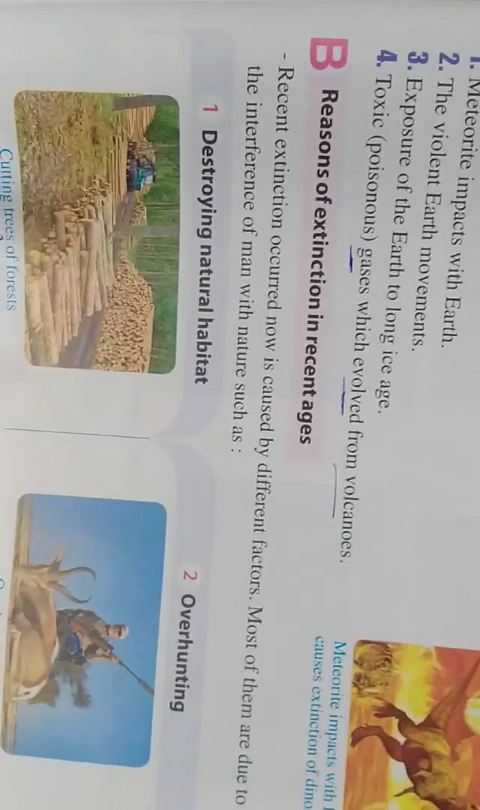 1. Meteorite impacts with Earth.
2. The violent Earth movements.
3. Exposure of the Earth to long ice age.
4. Toxic (poisonous) gases which evolved from volcanoes.
Meteorite impacts with
causes extinction of dino
B Reasons of extinction in recent ages
- Recent extinction occurred now is caused by different factors. Most of them are due to
the interference of man with nature such as :
1 Destroying natural habitat
2 Overhunting
Cutting trees of forests